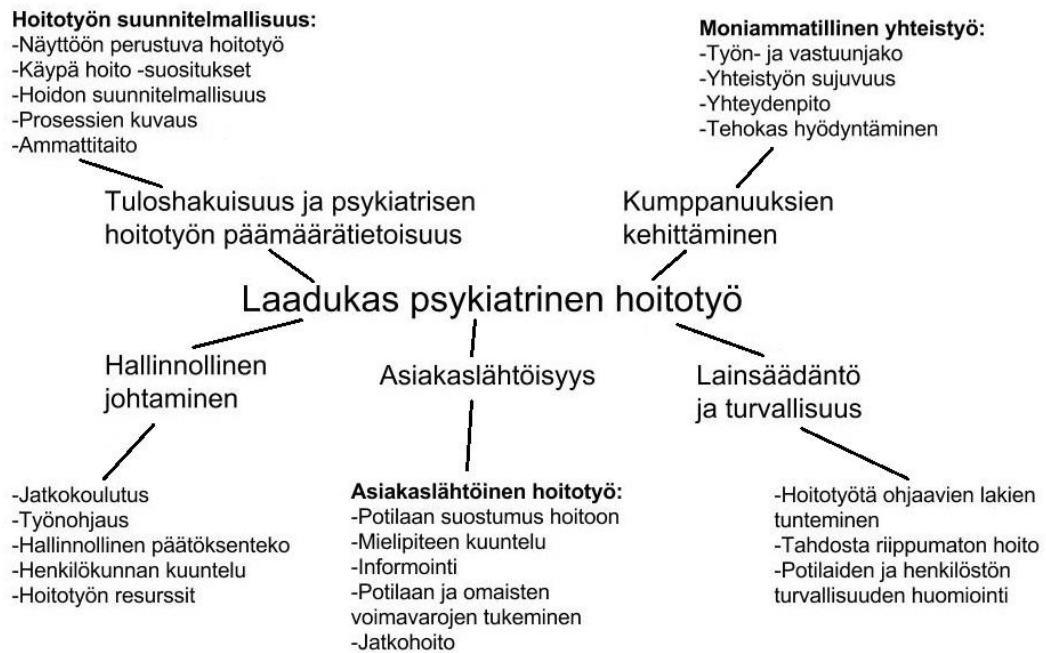 Hoitotyön suunnitelmallisuus:
-Näyttöön perustuva hoitotyö
-Käypä hoito -suositukset
-Hoidon suunnitelmallisuus
-Prosessien kuvaus
-Ammattitaito
Moniammatillinen yhteistyö:
-Työn- ja vastuunjako
-Yhteistyön sujuvuus
-Yhteydenpito
-Tehokas hyödyntäminen
Tuloshakuisuus ja psykiatrisen
hoitotyön päämäärätietoisuus
Kumppanuuksien
kehittäminen
Laadukas psykiatrinen hoitotyö
Hallinnollinen
johtaminen
Asiakaslähtöisyys
Lainsäädäntö
ja turvallisuus
-Jatkokoulutus
-Työnohjaus
-Hallinnollinen päätöksenteko
-Henkilökunnan kuuntelu
-Hoitotyön resurssit
Asiakaslähtöinen hoitotyö:
-Potilaan suostumus hoitoon
-Mielipiteen kuuntelu
-Informointi
-Potilaan ja omaisten
voimavarojen tukeminen
-Jatkohoito
-Hoitotyötä ohjaavien lakien
tunteminen
-Tahdosta riippumaton hoito
-Potilaiden ja henkilöstön
turvallisuuden huomiointi